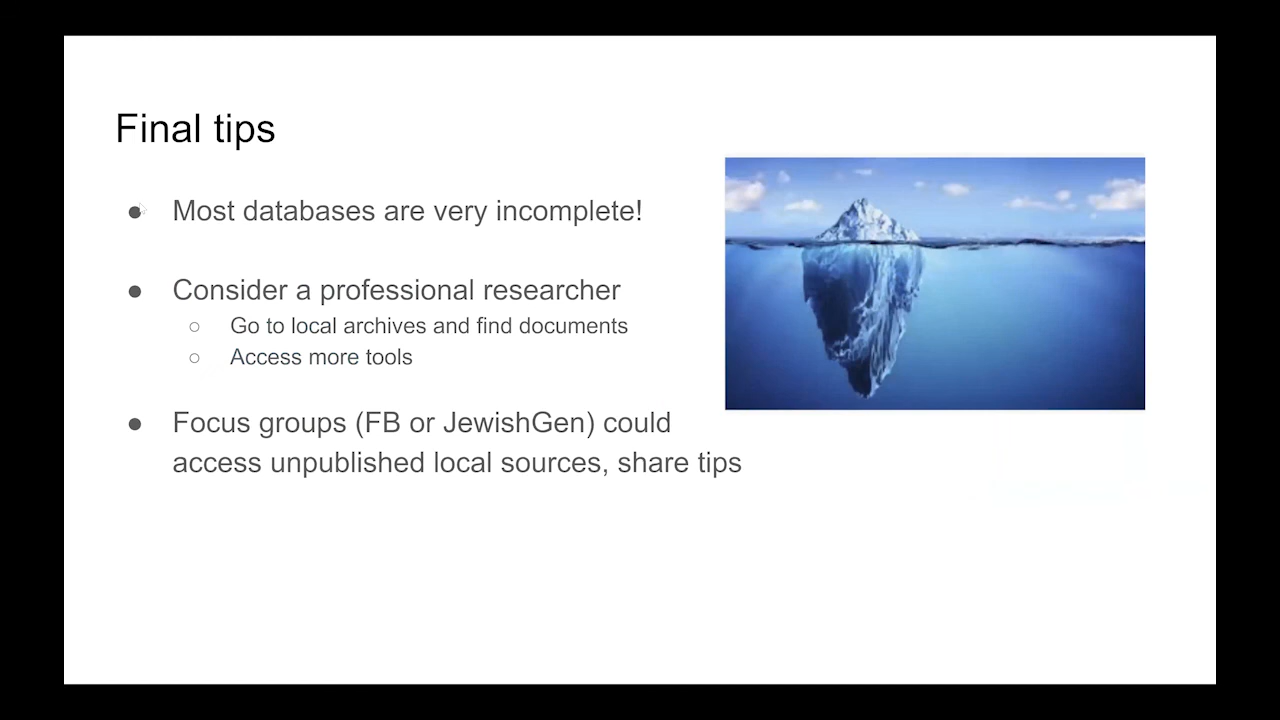 Final tips
● Most databases are very incomplete!
● Consider a professional researcher
○ Go to local archives and find documents
○ Access more tools
● Focus groups (FB or JewishGen) could
access unpublished local sources, share tips